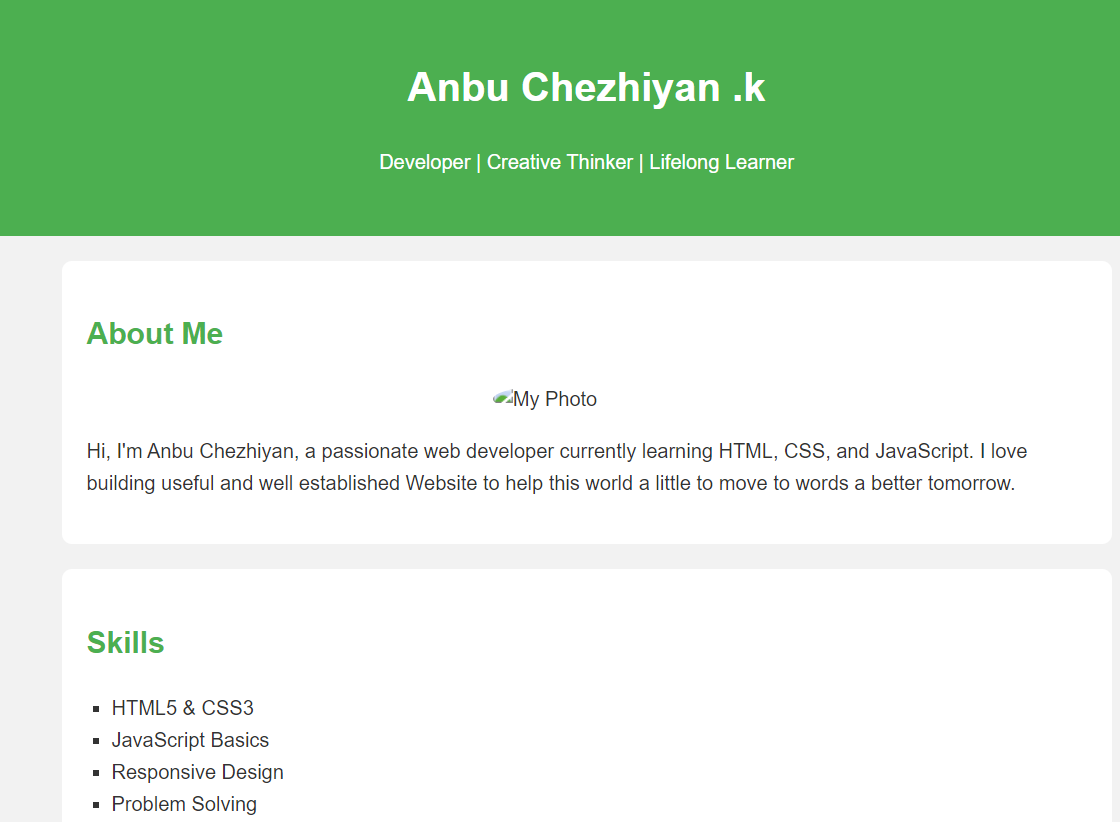 Anbu Chezhiyan .k
Developer | Creative Thinker | Lifelong Learner
About Me
My Photo
Hi, I'm Anbu Chezhiyan, a passionate web developer currently learning HTML, CSS, and JavaScript. I love
building useful and well established Website to help this world a little to move to words a better tomorrow.
Skills
HTML5 & CSS3
JavaScript Basics
Responsive Design
Problem Solving